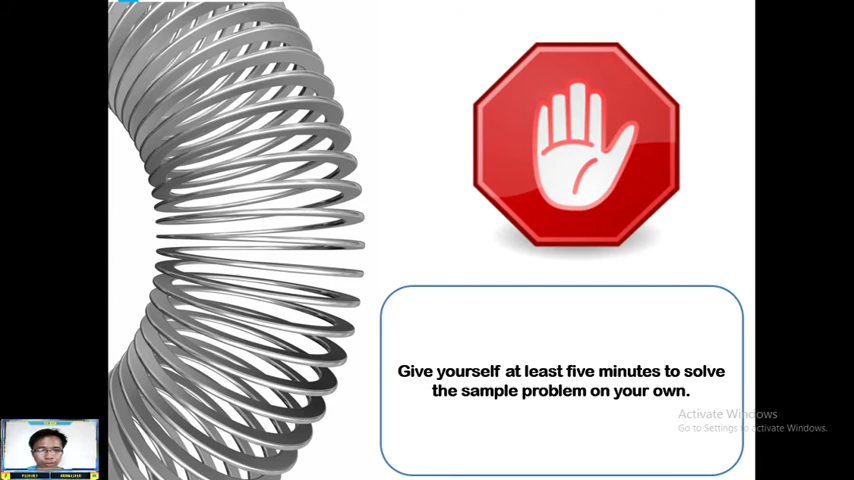 Give yourself at least five minutes to solve
the sample problem on your own.
Activate Windows
Go to Settings to activate Windows.